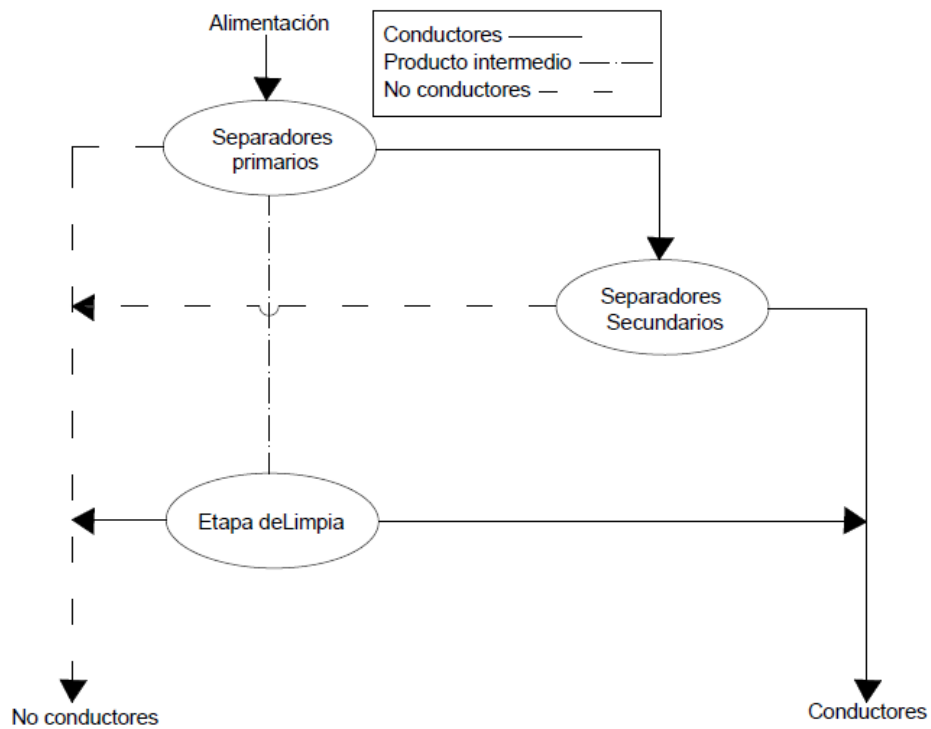 Alimentación
Conductores
Producto intermedio
No conductores
Separadores
primarios
Separadores
Secundarios
Etapa deLimpia
No conductores
Conductores